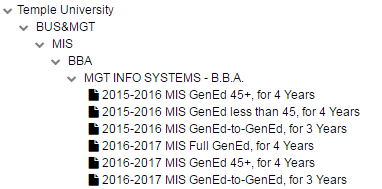 Temple University
BUS&MGT
MIS
BBA
MGT INFO SYSTEMS - B.B.A.
2015-2016 MIS GenEd 45+, for 4 Years
2015-2016 MIS GenEd less than 45, for 4 Years
2015-2016 MIS GenEd-to-GenEd, for 3 Years
2016-2017 MIS Full GenEd, for 4 Years
2016-2017 MIS GenEd 45+, for 4 Years
2016-2017 MIS GenEd-to-GenEd, for 3 Years